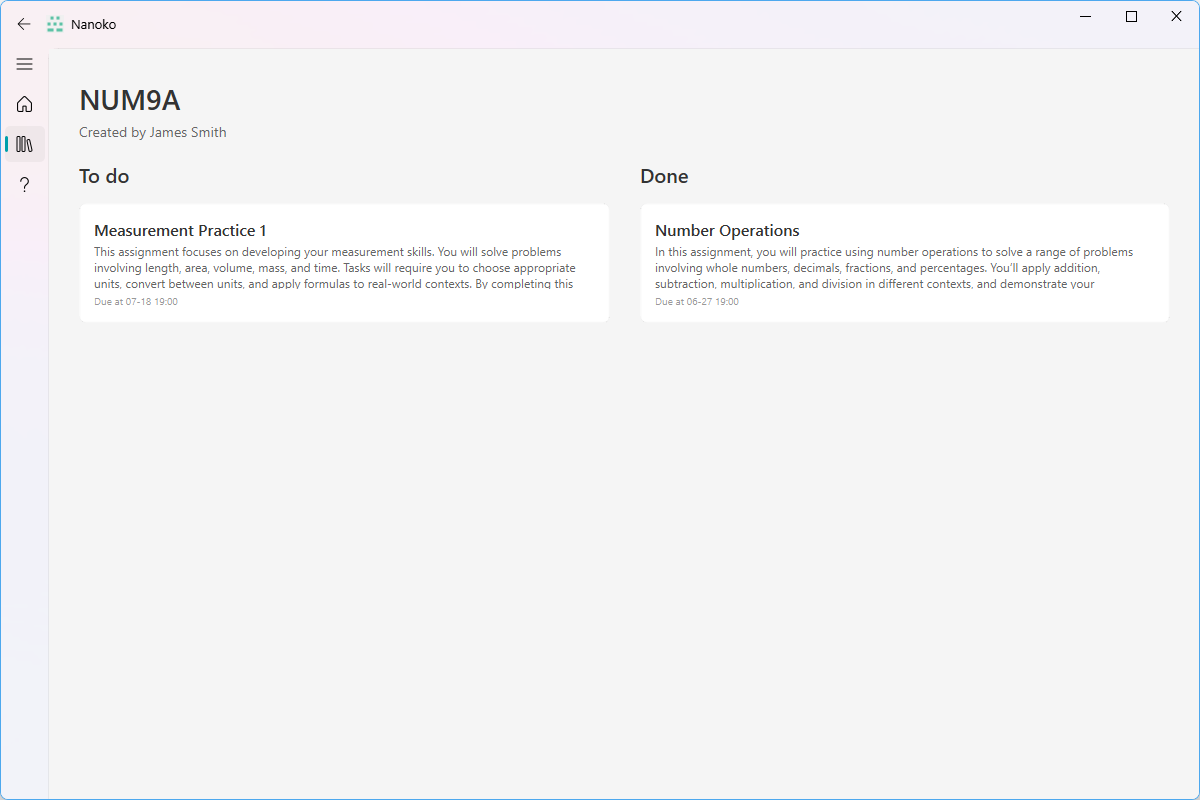 Nanoko
NUM9A
Created by James Smith
To do
Measurement Practice 1
This assignment focuses on developing your measurement skills. You will solve problems
involving length, area, volume, mass, and time. Tasks will require you to choose appropriate
units, convert between units, and apply formulas to real-world contexts. By completing this
Due at 07-18 19:00
Done
Number Operations
In this assignment, you will practice using number operations to solve a range of problems
involving whole numbers, decimals, fractions, and percentages. You’ll apply addition,
subtraction, multiplication, and division in different contexts, and demonstrate your
Due at 06-27 19:00